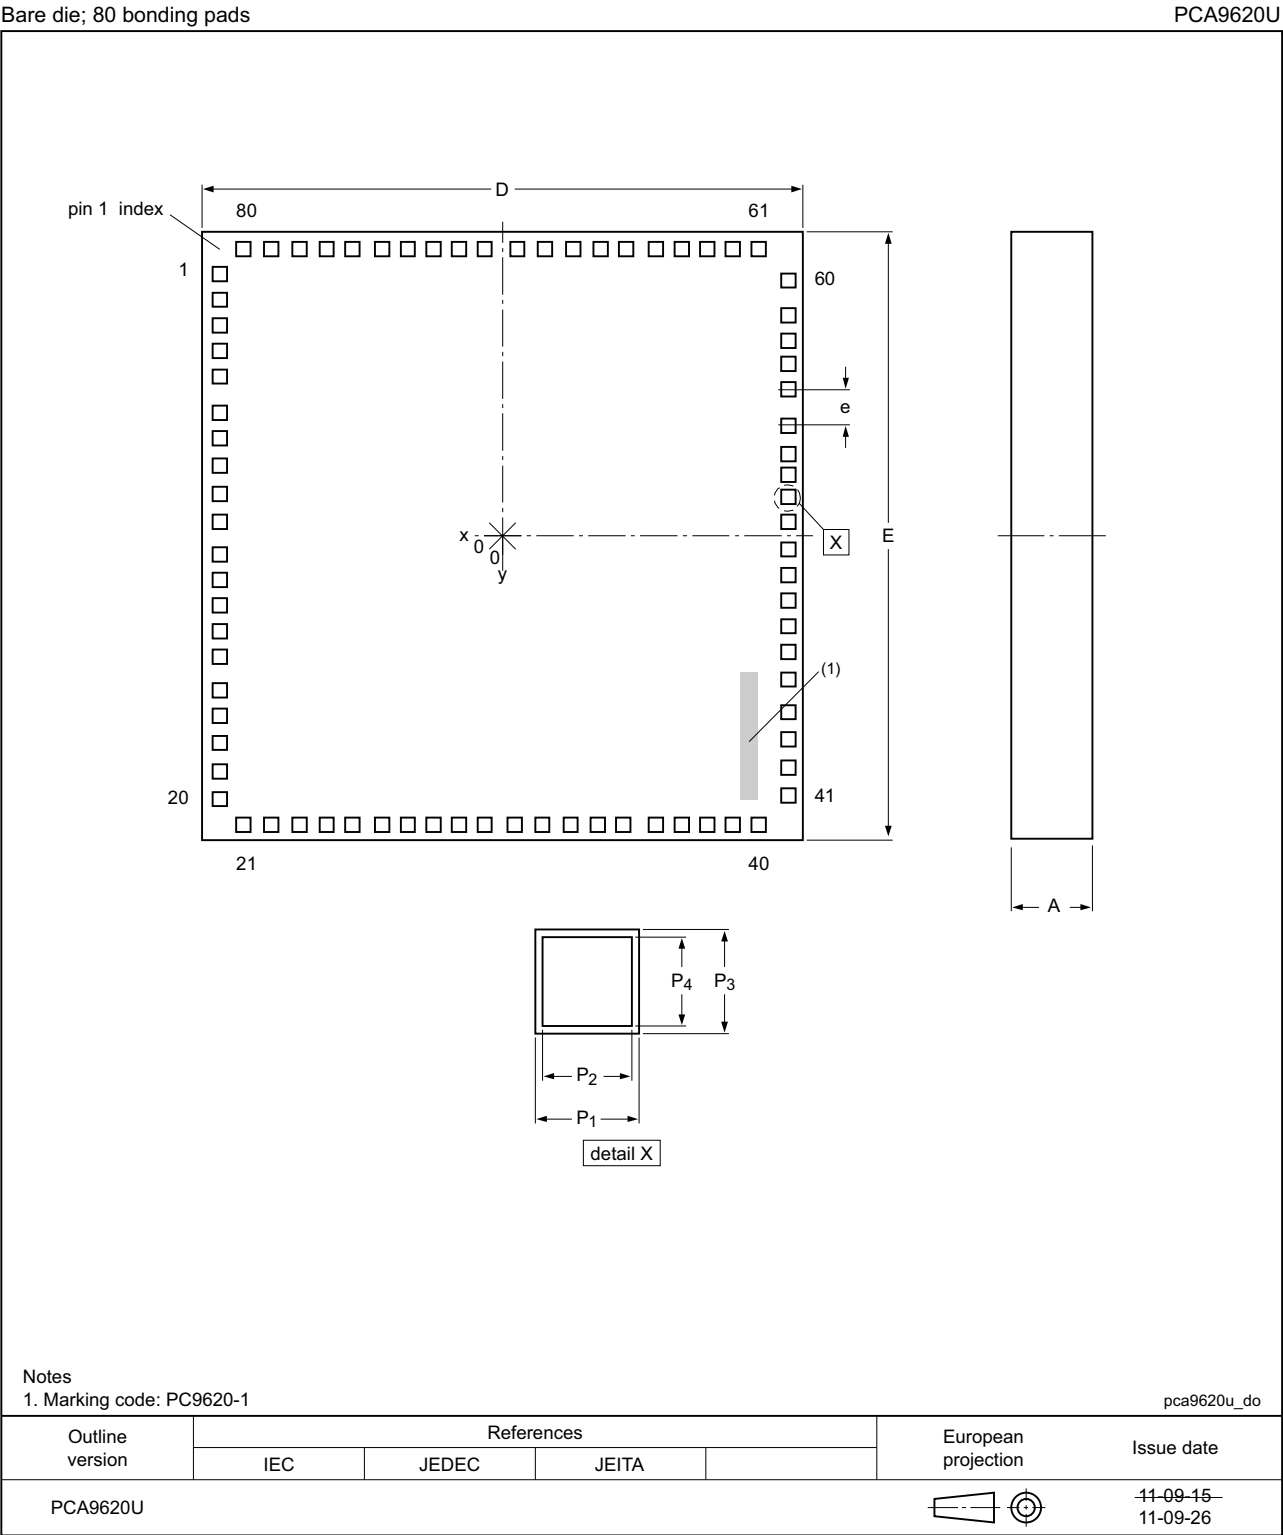 Bare die; 80 bonding pads PCA9620U
D
pin 1 index 80 61
1 60
e
x 0 0 X E
y
(1)
20 41
21 40
A
P4 P3
P2
P1
detail X
Notes
1. Marking code: PC9620-1 pca9620u_do
Outline version References European projection Issue date
IEC JEDEC JEITA
PCA9620U 11-09-15
11-09-26